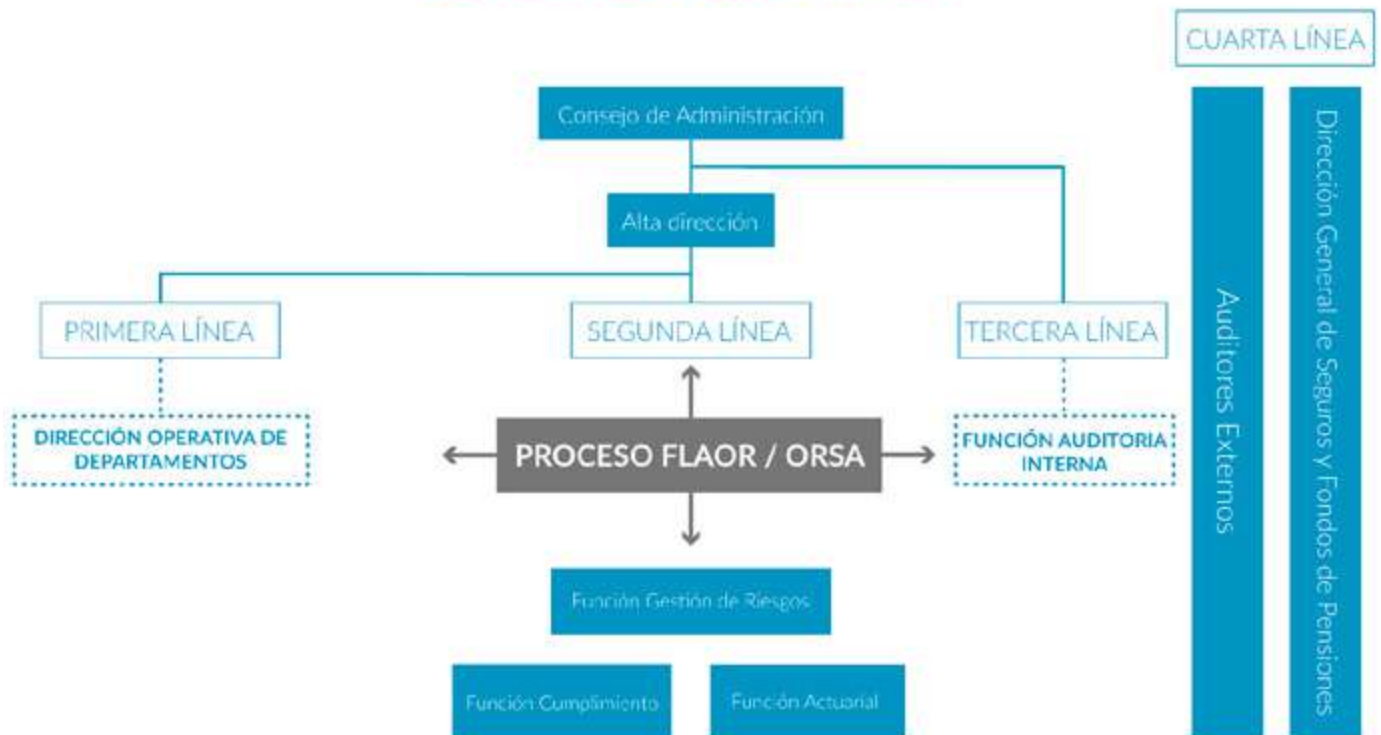 CUARTA LÍNEA
Consejo de Administración
Alta dirección
PRIMERA LÍNEA
SEGUNDA LÍNEA
TERCERA LÍNEA
DIRECCIÓN OPERATIVA DE
DEPARTAMENTOS
PROCESO FLAOR / ORSA
FUNCIÓN AUDITORIA
INTERNA
Función Gestión de Riesgos
Función Cumplimiento
Función Actuarial
Auditores Externos
Dirección General de Seguros y Fondos de Pensiones